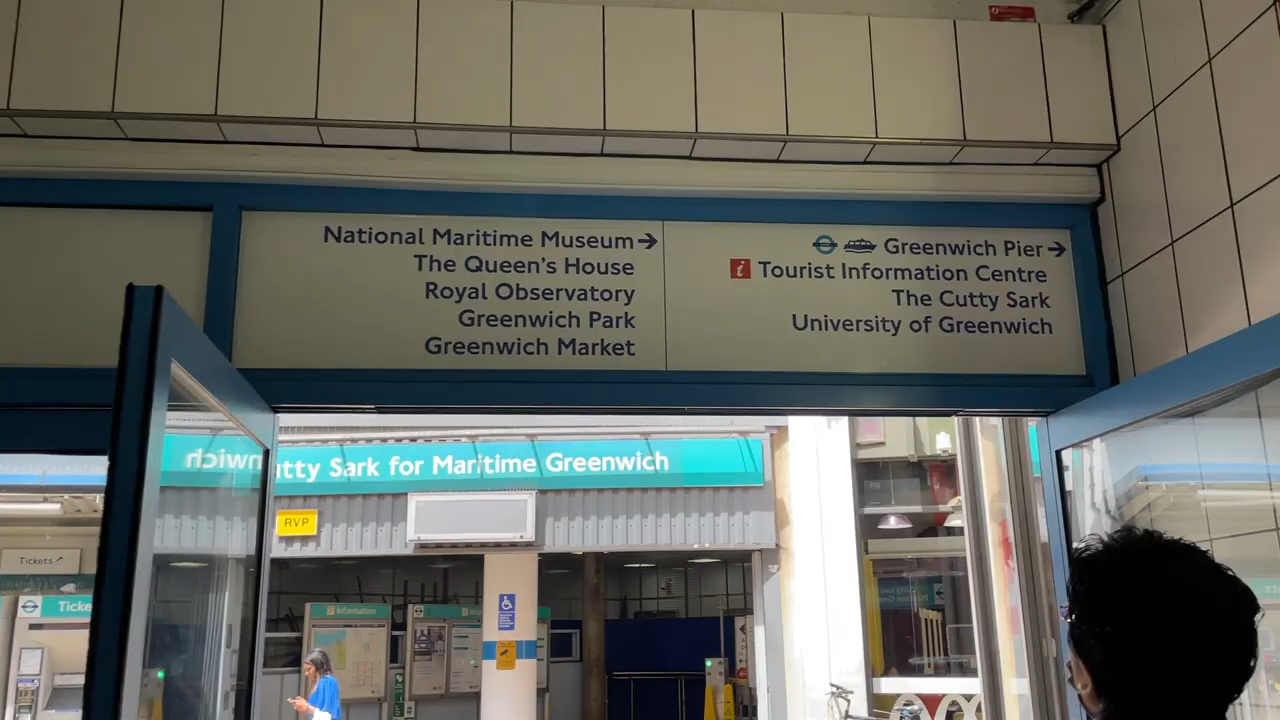 National Maritime Museum →
The Queen's House
Royal Observatory
Greenwich Park
Greenwich Market
Greenwich Pier →
i Tourist Information Centre
The Cutty Sark
University of Greenwich
utty Sark for Maritime Greenwich
RVP
Tickets
Ticke
i Information